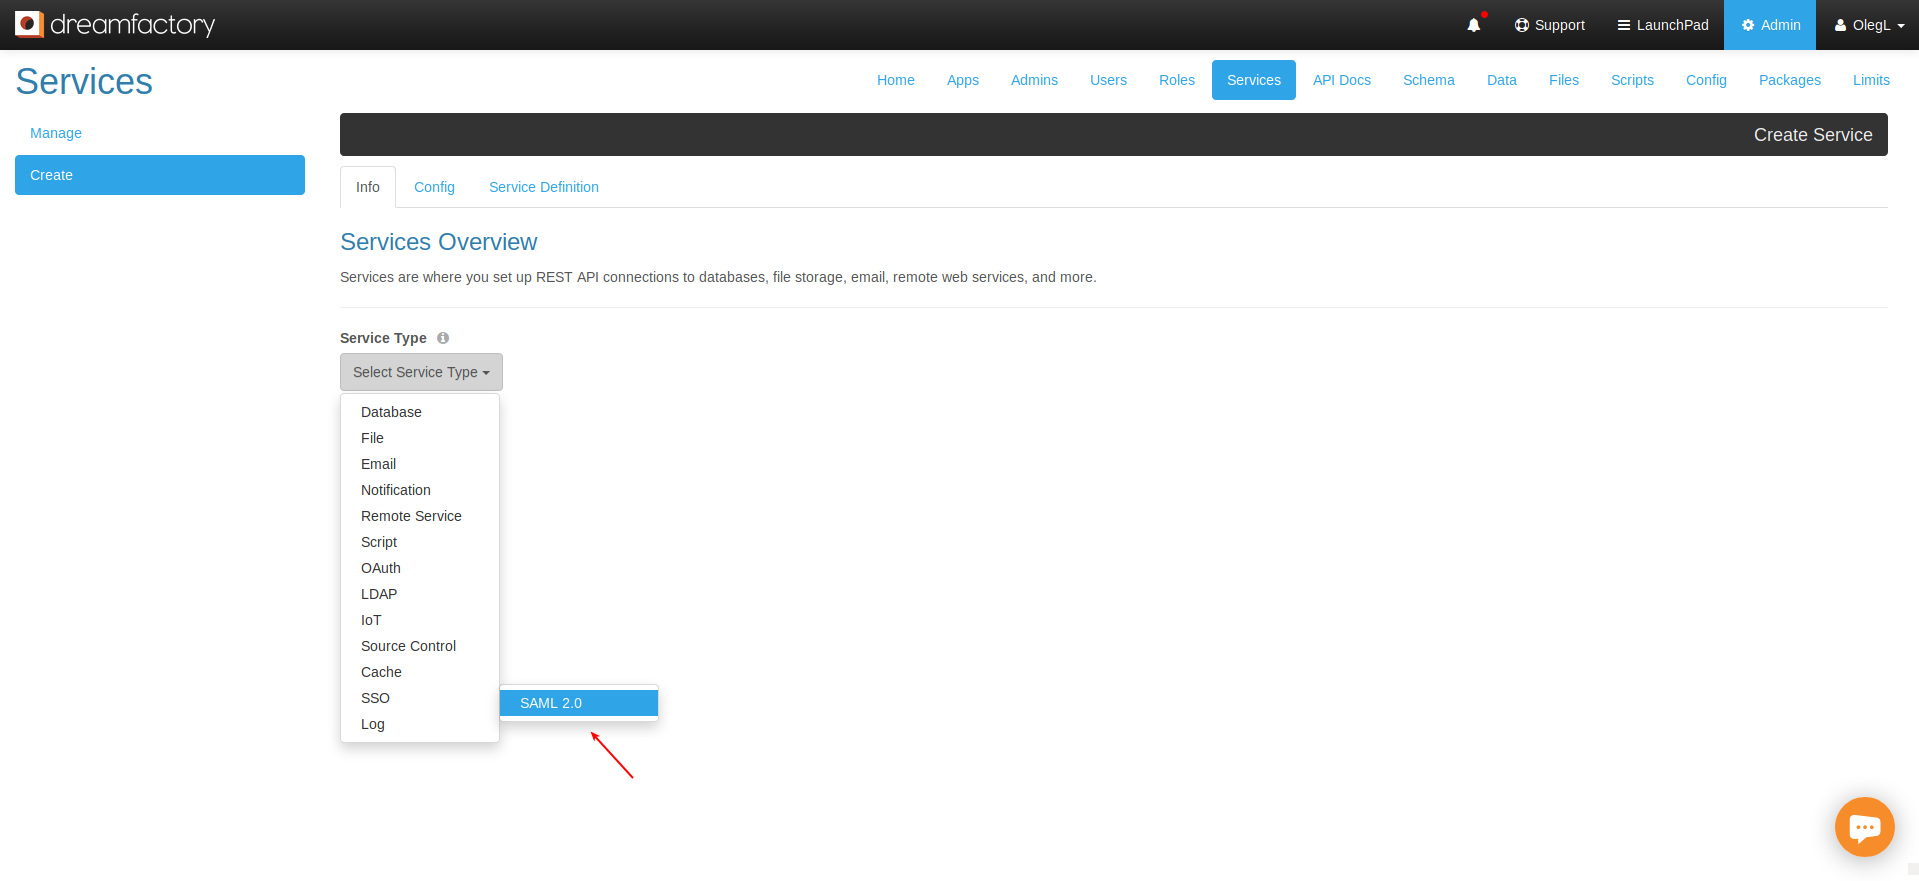 dreamfactory
Support LaunchPad Admin OlegL
Services
Home Apps Admins Users Roles Services API Docs Schema Data Files Scripts Config Packages Limits
Manage
Create
Create Service
Info Config Service Definition
Services Overview
Services are where you set up REST API connections to databases, file storage, email, remote web services, and more.
Service Type
Select Service Type
Database
File
Email
Notification
Remote Service
Script
OAuth
LDAP
IoT
Source Control
Cache
SSO
SAML 2.0
Log